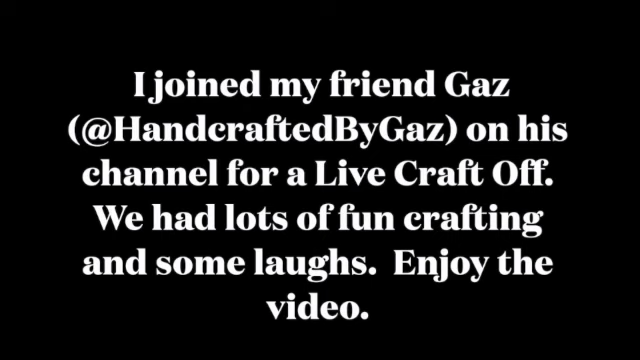 I joined my friend Gaz
(@HandcraftedByGaz) on his
channel for a Live Craft Off.
We had lots of fun crafting
and some laughs.  Enjoy the
video.